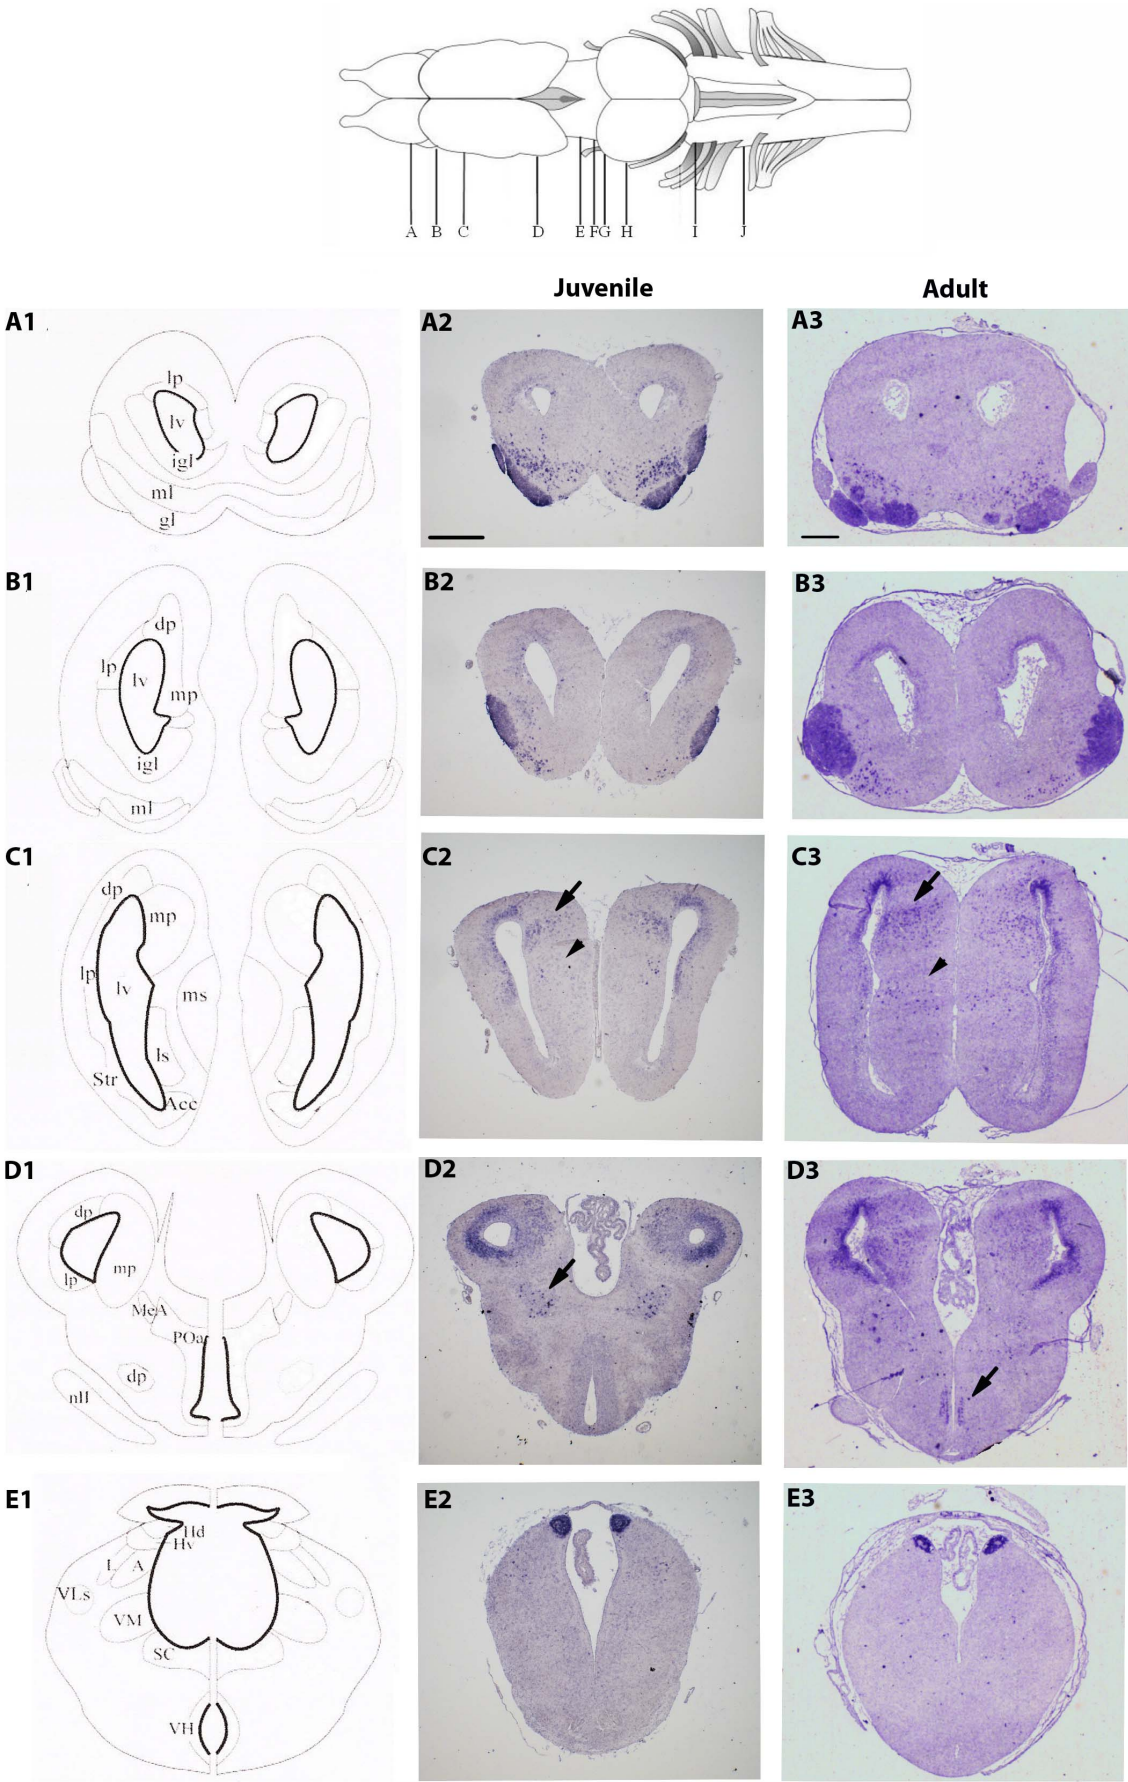 A B C D E F G H I J
Juvenile Adult
A1 A2 A3
lp
lv
igl
ml
gl
B1 B2 B3
dp
lp
lv
mp
igl
ml
C1 C2 C3
dp
mp
lp
lv
ms
ls
Str
Acc
D1 D2 D3
dp
lp
mp
MeA
POa
dp
nII
E1 E2 E3
Hd
Hv
L A
VLs
VM
SC
VH